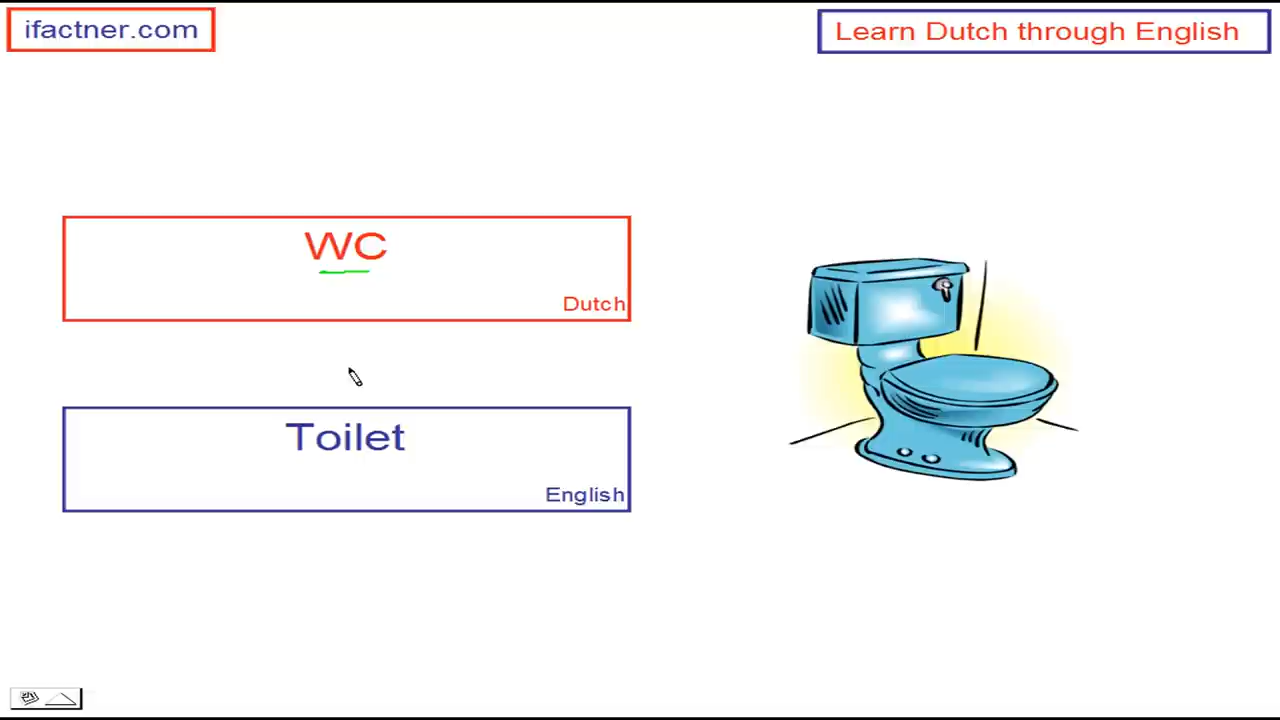 ifactner.com
Learn Dutch through English
WC
Dutch
Toilet
English